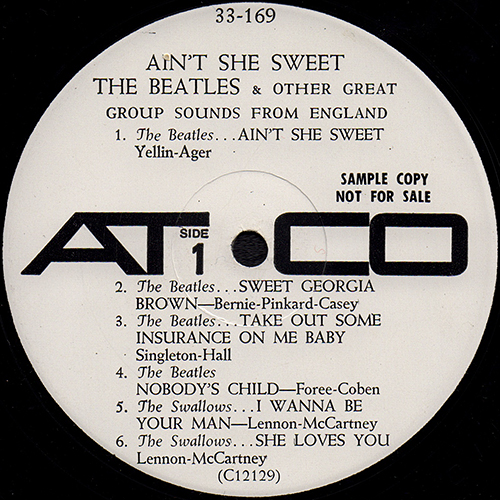 33-169
AIN'T SHE SWEET
THE BEATLES & OTHER GREAT
GROUP SOUNDS FROM ENGLAND
1. The Beatles...AIN'T SHE SWEET
Yellin-Ager
SAMPLE COPY
NOT FOR SALE
ATCO
SIDE
1
2. The Beatles...SWEET GEORGIA
BROWN—Bernie-Pinkard-Casey
3. The Beatles...TAKE OUT SOME
INSURANCE ON ME BABY
Singleton-Hall
4. The Beatles
NOBODY'S CHILD—Foree-Coben
5. The Swallows...I WANNA BE
YOUR MAN—Lennon-McCartney
6. The Swallows...SHE LOVES YOU
Lennon-McCartney
(C12129)